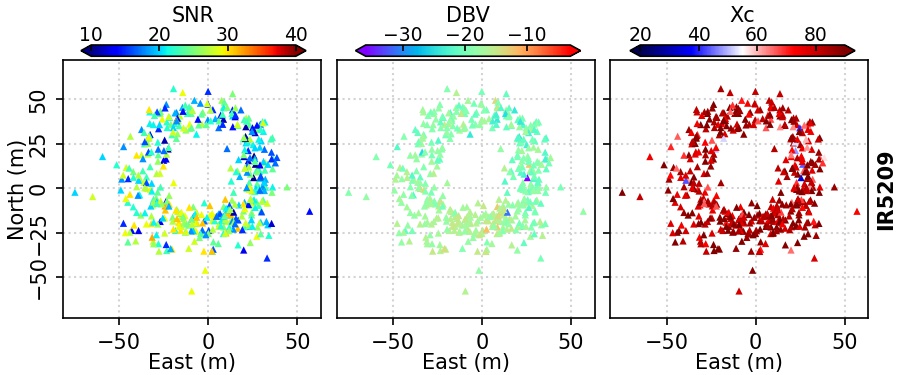 SNR DBV Xc
10 20 30 40 −30 −20 −10 20 40 60 80
50
25
0
−25
−50
North (m)
−50 0 50 −50 0 50 −50 0 50
East (m) East (m) East (m)
IR5209